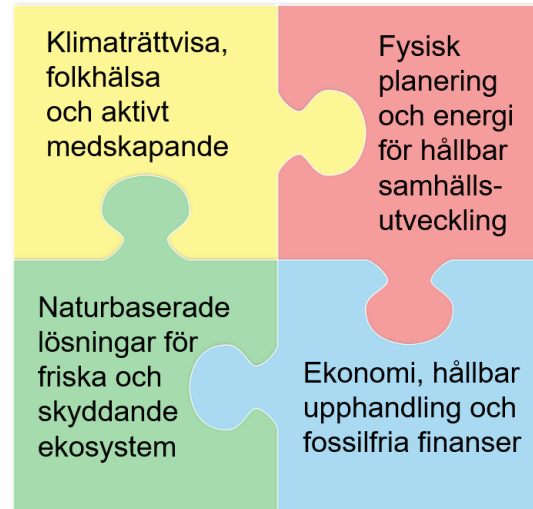 Klimaträttvisa,
folkhälsa
och aktivt
medskapande
Fysisk
planering
och energi
för hållbar
samhälls-
utveckling
Naturbaserade
lösningar för
friska och
skyddande
ekosystem
Ekonomi, hållbar
upphandling och
fossilfria finanser